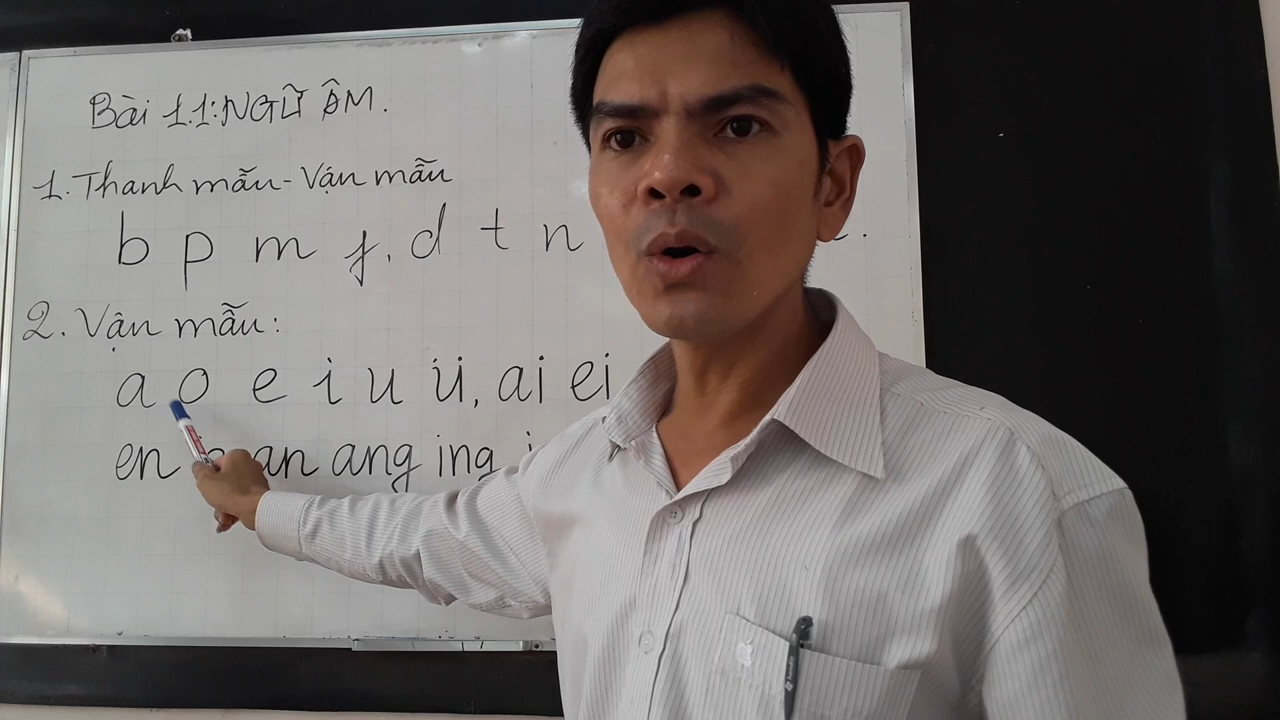 Bài 1.1: NGỮ ÂM.
1. Thanh mẫu - Vận mẫu
b p m f. d t n
2. Vận mẫu:
a o e i u ü, ai ei
en an ang ing